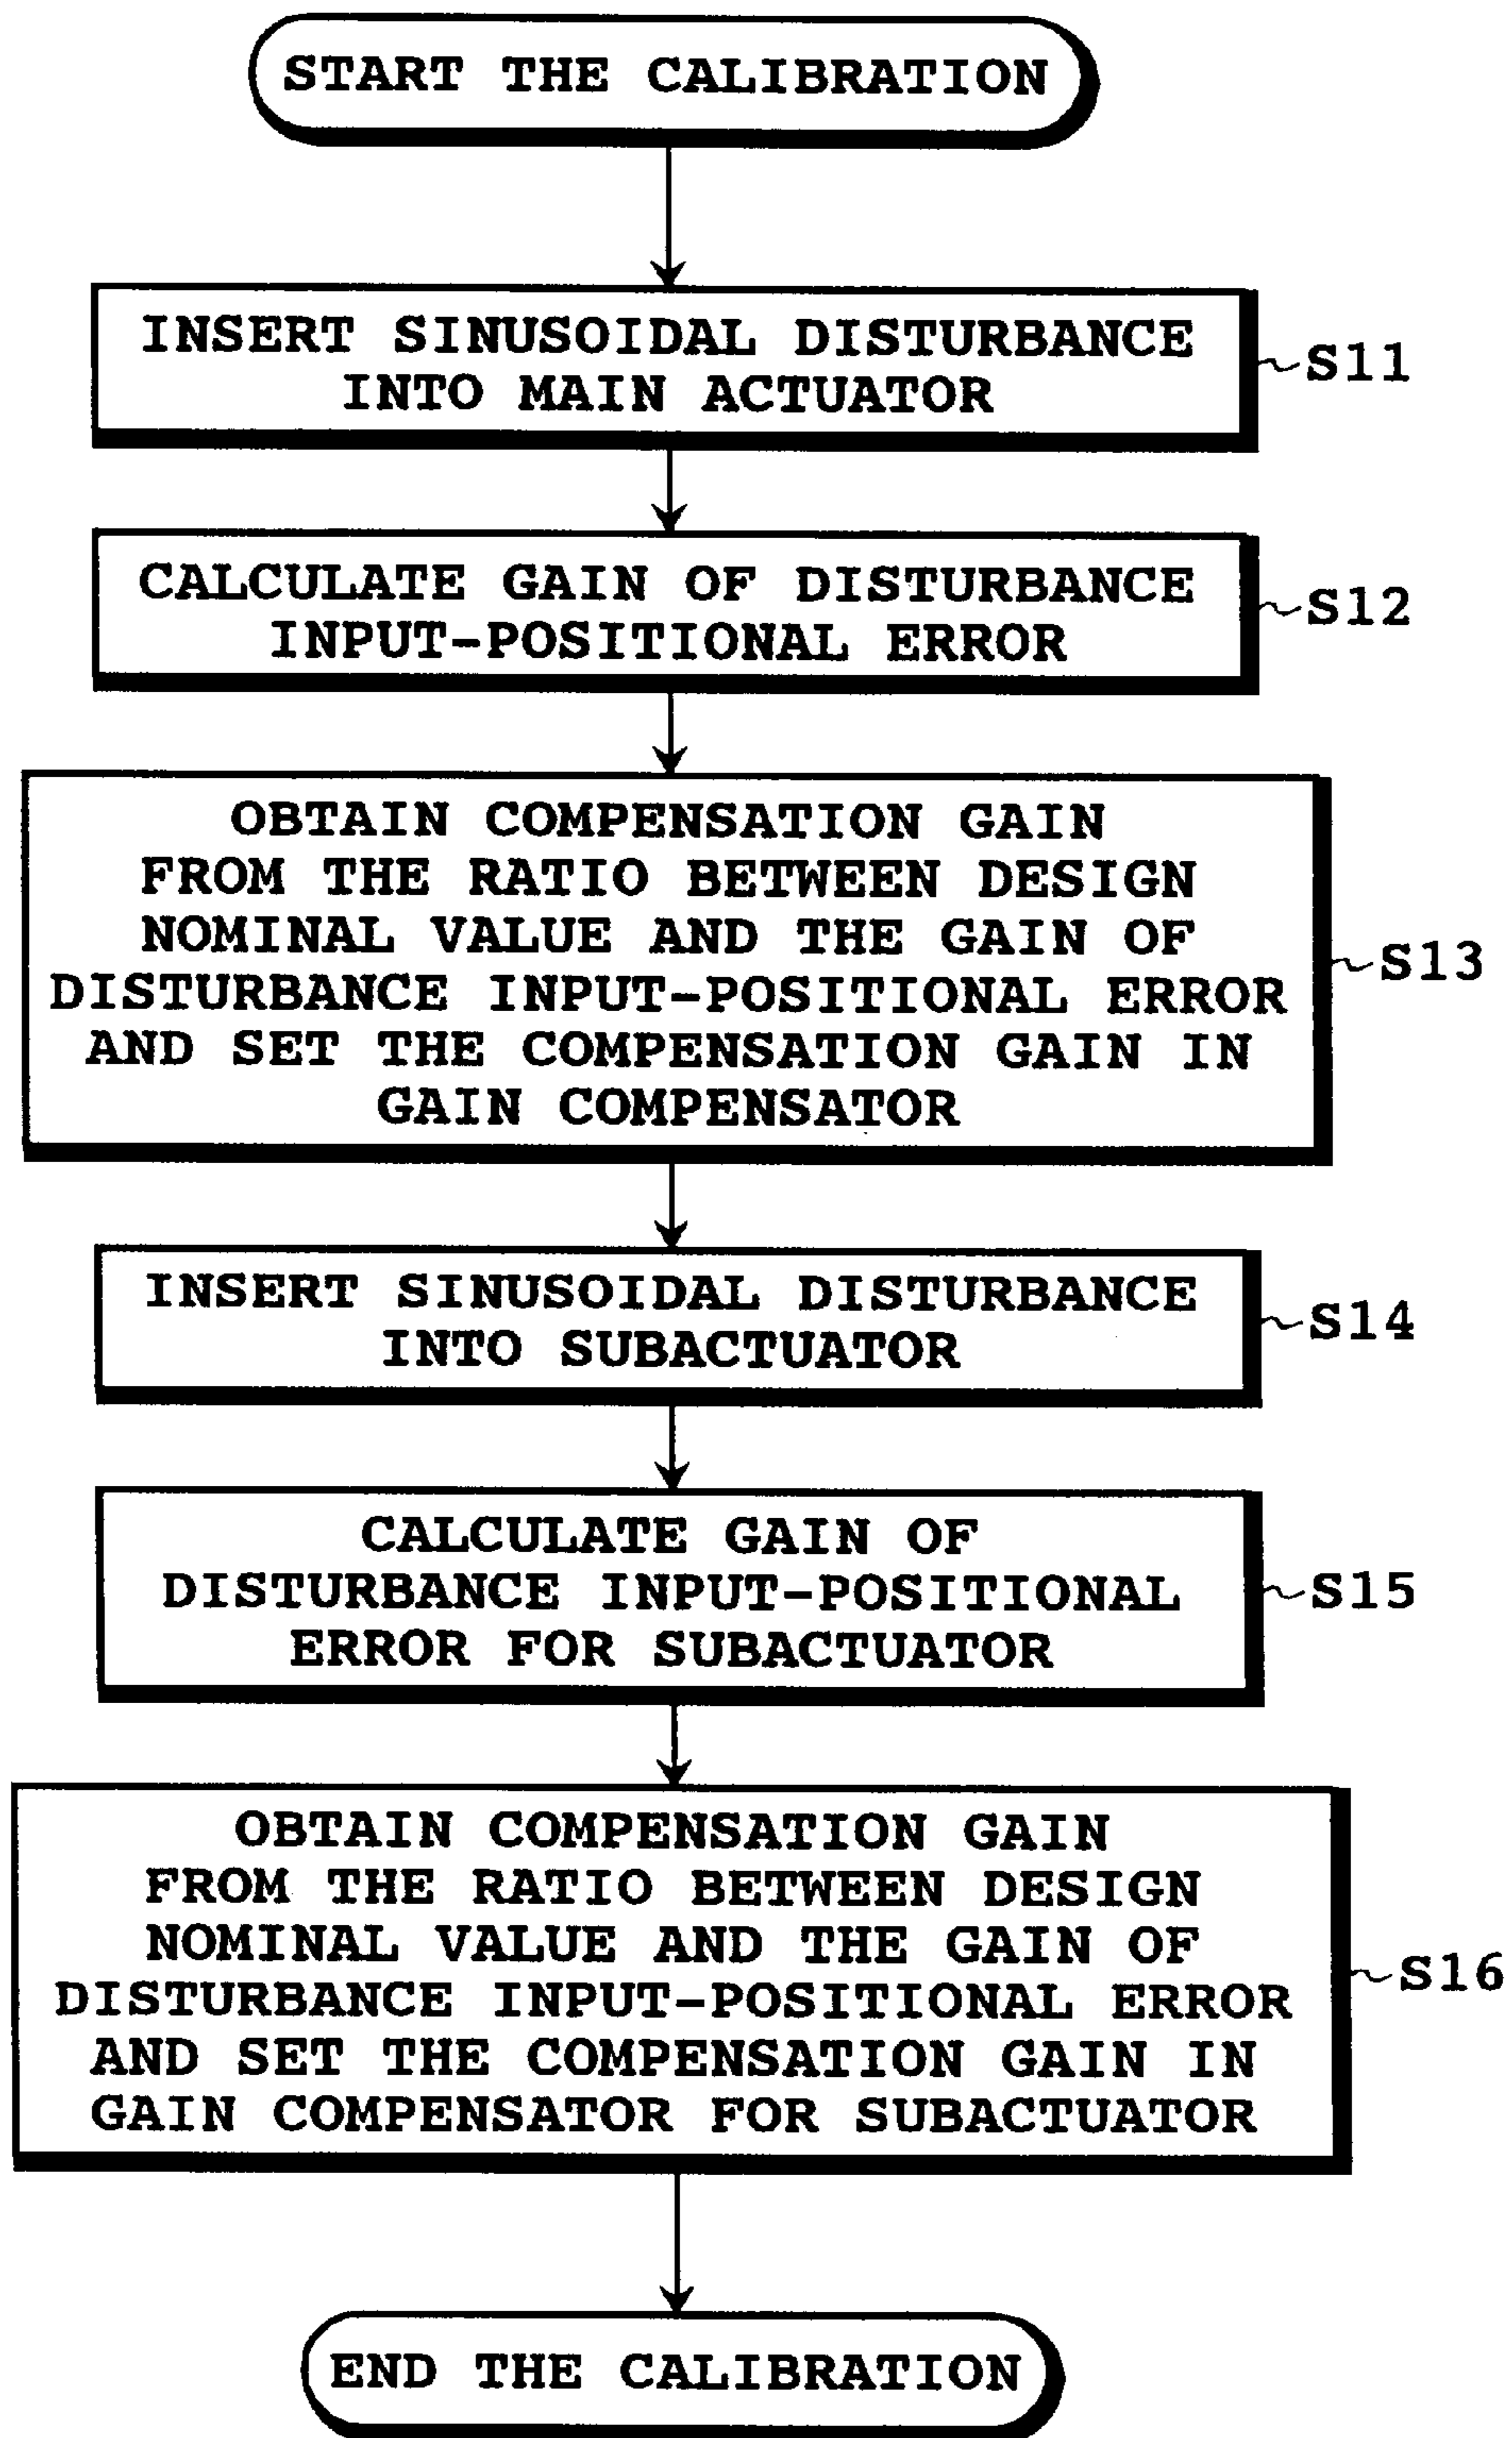 START THE CALIBRATION
INSERT SINUSOIDAL DISTURBANCE
INTO MAIN ACTUATOR
S11
CALCULATE GAIN OF DISTURBANCE
INPUT-POSITIONAL ERROR
S12
OBTAIN COMPENSATION GAIN
FROM THE RATIO BETWEEN DESIGN
NOMINAL VALUE AND THE GAIN OF
DISTURBANCE INPUT-POSITIONAL ERROR
AND SET THE COMPENSATION GAIN IN
GAIN COMPENSATOR
S13
INSERT SINUSOIDAL DISTURBANCE
INTO SUBACTUATOR
S14
CALCULATE GAIN OF
DISTURBANCE INPUT-POSITIONAL
ERROR FOR SUBACTUATOR
S15
OBTAIN COMPENSATION GAIN
FROM THE RATIO BETWEEN DESIGN
NOMINAL VALUE AND THE GAIN OF
DISTURBANCE INPUT-POSITIONAL ERROR
AND SET THE COMPENSATION GAIN IN
GAIN COMPENSATOR FOR SUBACTUATOR
S16
END THE CALIBRATION